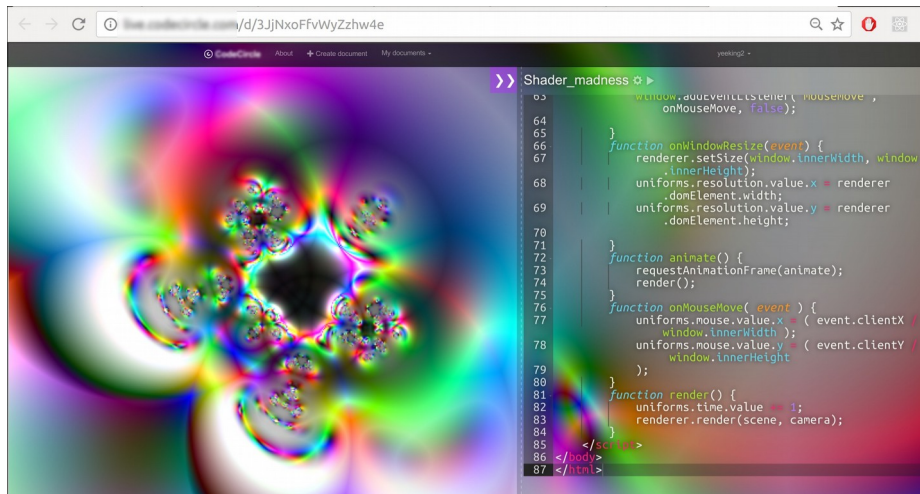 /d/3JjNxoFfvWyZzhw4e
CodeCircle About + Create document My documents
yeeking2
Shader_madness
63 window.addEventListener( 'mousemove',
onMouseMove, false);
64
65 }
66 function onWindowResize(event) {
67 renderer.setSize(window.innerWidth, window
.innerHeight);
68 uniforms.resolution.value.x = renderer
.domElement.width;
69 uniforms.resolution.value.y = renderer
.domElement.height;
70
71 }
72 function animate() {
73 requestAnimationFrame(animate);
74 render();
75 }
76 function onMouseMove( event ) {
77 uniforms.mouse.value.x = ( event.clientX /
window.innerWidth );
78 uniforms.mouse.value.y = ( event.clientY /
window.innerHeight
79 );
80 }
81 function render() {
82 uniforms.time.value += 1;
83 renderer.render(scene, camera);
84 }
85 </script>
86 </body>
87 </html>